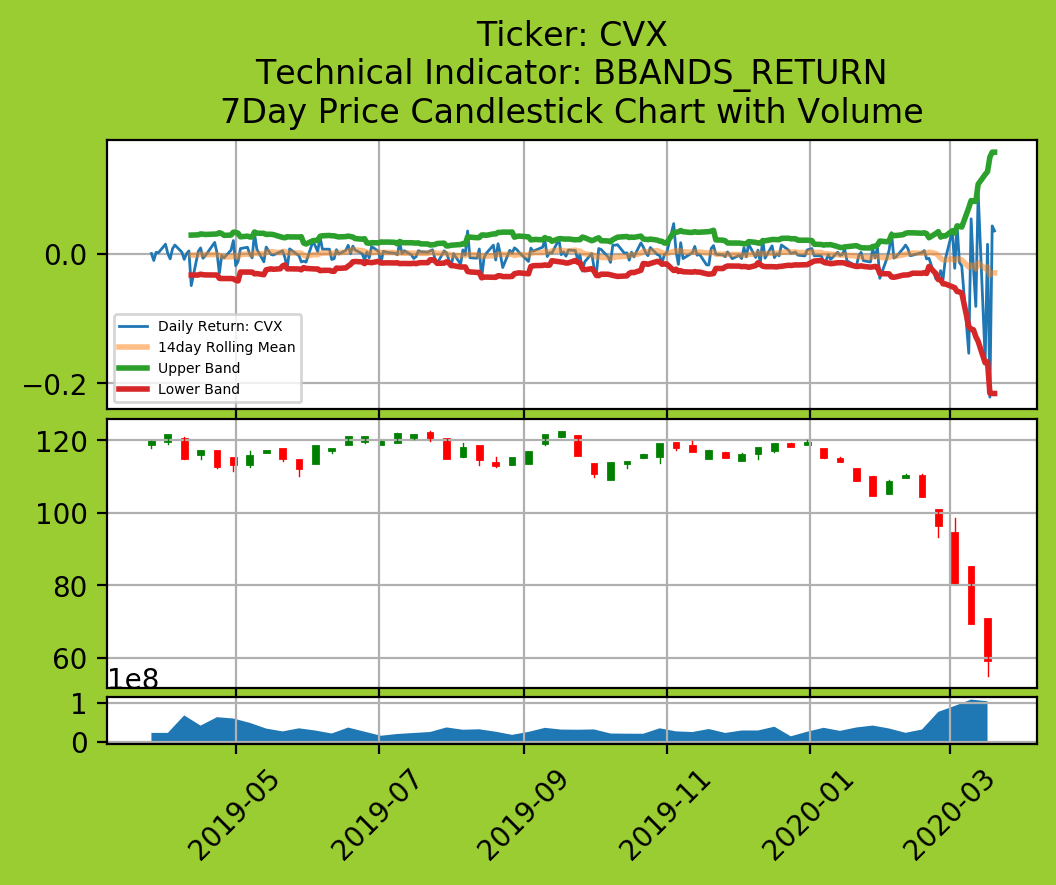 Ticker: CVX
Technical Indicator: BBANDS_RETURN
7Day Price Candlestick Chart with Volume
0.0
−0.2
Daily Return: CVX
14day Rolling Mean
Upper Band
Lower Band
120
100
80
60
1e8
1
0
2019-05
2019-07
2019-09
2019-11
2020-01
2020-03